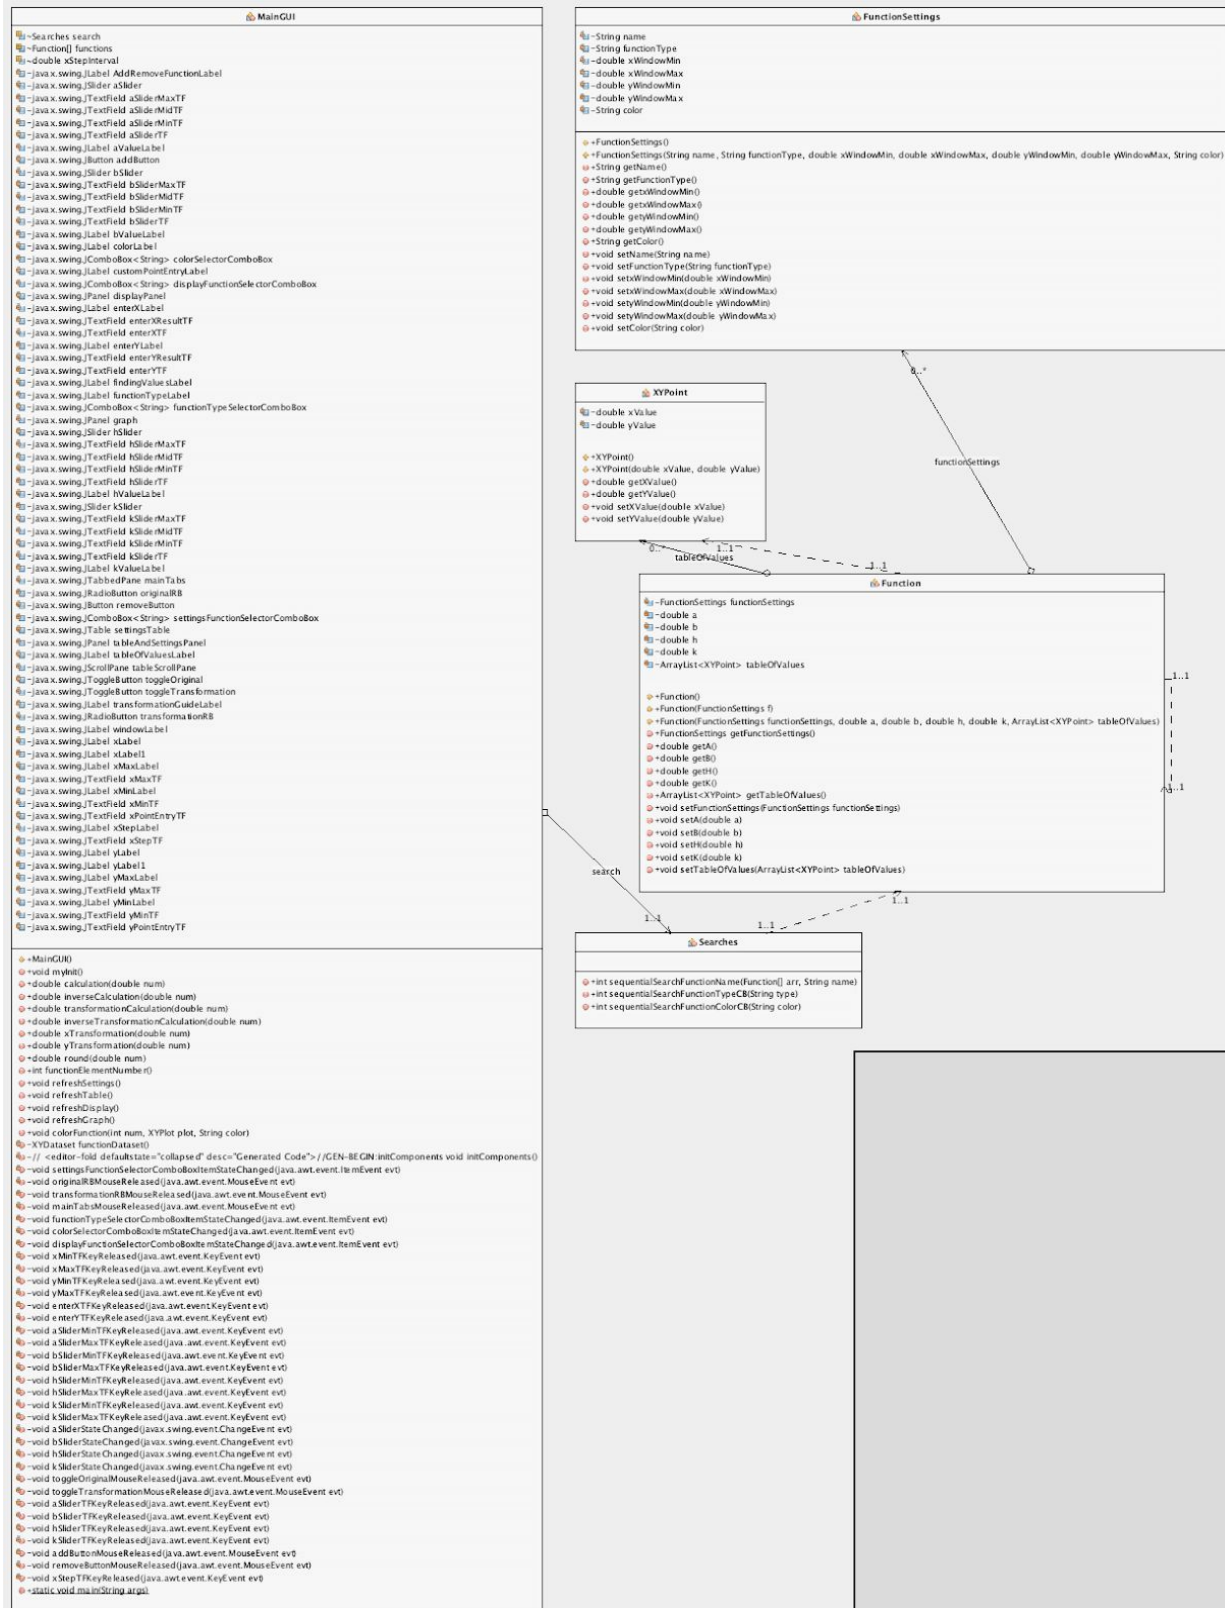 MainGUI
~Searches search
~Function[] functions
~double xStepInterval
-javax.swing.JLabel AddRemoveFunctionLabel
-javax.swing.JSlider aSlider
-javax.swing.JTextField aSliderMaxTF
-javax.swing.JTextField aSliderMidTF
-javax.swing.JTextField aSliderMinTF
-javax.swing.JTextField aSliderTF
-javax.swing.JLabel aValueLabel
-javax.swing.JButton addButton
-javax.swing.JSlider bSlider
-javax.swing.JTextField bSliderMaxTF
-javax.swing.JTextField bSliderMidTF
-javax.swing.JTextField bSliderMinTF
-javax.swing.JTextField bSliderTF
-javax.swing.JLabel bValueLabel
-javax.swing.JLabel colorLabel
-javax.swing.JComboBox<String> colorSelectorComboBox
-javax.swing.JLabel customPointEntryLabel
-javax.swing.JComboBox<String> displayFunctionSelectorComboBox
-javax.swing.JPanel displayPanel
-javax.swing.JLabel enterXLabel
-javax.swing.JTextField enterXResultTF
-javax.swing.JTextField enterXTF
-javax.swing.JLabel enterYLabel
-javax.swing.JTextField enterYResultTF
-javax.swing.JTextField enterYTF
-javax.swing.JLabel findingValuesLabel
-javax.swing.JLabel functionTypeLabel
-javax.swing.JComboBox<String> functionTypeSelectorComboBox
-javax.swing.JPanel graph
-javax.swing.JSlider hSlider
-javax.swing.JTextField hSliderMaxTF
-javax.swing.JTextField hSliderMidTF
-javax.swing.JTextField hSliderMinTF
-javax.swing.JTextField hSliderTF
-javax.swing.JLabel hValueLabel
-javax.swing.JSlider kSlider
-javax.swing.JTextField kSliderMaxTF
-javax.swing.JTextField kSliderMidTF
-javax.swing.JTextField kSliderMinTF
-javax.swing.JTextField kSliderTF
-javax.swing.JLabel kValueLabel
-javax.swing.JTabbedPane mainTabs
-javax.swing.JRadioButton originalRB
-javax.swing.JButton removeButton
-javax.swing.JComboBox<String> settingsFunctionSelectorComboBox
-javax.swing.JTable settingsTable
-javax.swing.JPanel tableAndSettingsPanel
-javax.swing.JLabel tableOfValuesLabel
-javax.swing.JScrollPane tableScrollPane
-javax.swing.JToggleButton toggleOriginal
-javax.swing.JToggleButton toggleTransformation
-javax.swing.JLabel transformationGuideLabel
-javax.swing.JRadioButton transformationRB
-javax.swing.JLabel windowLabel
-javax.swing.JLabel xLabel
-javax.swing.JLabel xLabel1
-javax.swing.JLabel xMaxLabel
-javax.swing.JTextField xMaxTF
-javax.swing.JLabel xMinLabel
-javax.swing.JTextField xMinTF
-javax.swing.JTextField xPointEntryTF
-javax.swing.JLabel xStepLabel
-javax.swing.JTextField xStepTF
-javax.swing.JLabel yLabel
-javax.swing.JLabel yLabel1
-javax.swing.JLabel yMaxLabel
-javax.swing.JTextField yMaxTF
-javax.swing.JLabel yMinLabel
-javax.swing.JTextField yMinTF
-javax.swing.JTextField yPointEntryTF
+MainGUI()
+void myInit()
+double calculation(double num)
+double inverseCalculation(double num)
+double transformationCalculation(double num)
+double inverseTransformationCalculation(double num)
+double xTransformation(double num)
+double yTransformation(double num)
+double round(double num)
+int functionElementNumber()
+void refreshSettings()
+void refreshTable()
+void refreshDisplay()
+void refreshGraph()
+void colorFunction(int num, XYPlot plot, String color)
-XYDataset functionDataset()
-// <editor-fold defaultstate="collapsed" desc="Generated Code">//GEN-BEGIN:initComponents void initComponents()
-void settingsFunctionSelectorComboBoxItemStateChanged(java.awt.event.ItemEvent evt)
-void originalRBMouseReleased(java.awt.event.MouseEvent evt)
-void transformationRBMouseReleased(java.awt.event.MouseEvent evt)
-void mainTabsMouseReleased(java.awt.event.MouseEvent evt)
-void functionTypeSelectorComboBoxItemStateChanged(java.awt.event.ItemEvent evt)
-void colorSelectorComboBoxItemStateChanged(java.awt.event.ItemEvent evt)
-void displayFunctionSelectorComboBoxItemStateChanged(java.awt.event.ItemEvent evt)
-void xMinTFKeyReleased(java.awt.event.KeyEvent evt)
-void xMaxTFKeyReleased(java.awt.event.KeyEvent evt)
-void yMinTFKeyReleased(java.awt.event.KeyEvent evt)
-void yMaxTFKeyReleased(java.awt.event.KeyEvent evt)
-void enterXTFKeyReleased(java.awt.event.KeyEvent evt)
-void enterYTFKeyReleased(java.awt.event.KeyEvent evt)
-void aSliderMinTFKeyReleased(java.awt.event.KeyEvent evt)
-void aSliderMaxTFKeyReleased(java.awt.event.KeyEvent evt)
-void bSliderMinTFKeyReleased(java.awt.event.KeyEvent evt)
-void bSliderMaxTFKeyReleased(java.awt.event.KeyEvent evt)
-void hSliderMinTFKeyReleased(java.awt.event.KeyEvent evt)
-void hSliderMaxTFKeyReleased(java.awt.event.KeyEvent evt)
-void kSliderMinTFKeyReleased(java.awt.event.KeyEvent evt)
-void kSliderMaxTFKeyReleased(java.awt.event.KeyEvent evt)
-void aSliderStateChanged(javax.swing.event.ChangeEvent evt)
-void bSliderStateChanged(javax.swing.event.ChangeEvent evt)
-void hSliderStateChanged(javax.swing.event.ChangeEvent evt)
-void kSliderStateChanged(javax.swing.event.ChangeEvent evt)
-void toggleOriginalMouseReleased(java.awt.event.MouseEvent evt)
-void toggleTransformationMouseReleased(java.awt.event.MouseEvent evt)
-void aSliderTFKeyReleased(java.awt.event.KeyEvent evt)
-void bSliderTFKeyReleased(java.awt.event.KeyEvent evt)
-void hSliderTFKeyReleased(java.awt.event.KeyEvent evt)
-void kSliderTFKeyReleased(java.awt.event.KeyEvent evt)
-void addButtonMouseReleased(java.awt.event.MouseEvent evt)
-void removeButtonMouseReleased(java.awt.event.MouseEvent evt)
-void xStepTFKeyReleased(java.awt.event.KeyEvent evt)
+static void main(String args)
FunctionSettings
-String name
-String functionType
-double xWindowMin
-double xWindowMax
-double yWindowMin
-double yWindowMax
-String color
+FunctionSettings()
+FunctionSettings(String name, String functionType, double xWindowMin, double xWindowMax, double yWindowMin, double yWindowMax, String color)
+String getName()
+String getFunctionType()
+double getxWindowMin()
+double getxWindowMax()
+double getyWindowMin()
+double getyWindowMax()
+String getColor()
+void setName(String name)
+void setFunctionType(String functionType)
+void setxWindowMin(double xWindowMin)
+void setxWindowMax(double xWindowMax)
+void setyWindowMin(double yWindowMin)
+void setyWindowMax(double yWindowMax)
+void setColor(String color)
0..*
functionSettings
XYPoint
-double xValue
-double yValue
+XYPoint()
+XYPoint(double xValue, double yValue)
+double getXValue()
+double getYValue()
+void setXValue(double xValue)
+void setYValue(double yValue)
0..*
1..1
tableOfValues
1..1
Function
-FunctionSettings functionSettings
-double a
-double b
-double h
-double k
-ArrayList<XYPoint> tableOfValues
+Function()
+Function(FunctionSettings f)
+Function(FunctionSettings functionSettings, double a, double b, double h, double k, ArrayList<XYPoint> tableOfValues)
+FunctionSettings getFunctionSettings()
+double getA()
+double getB()
+double getH()
+double getK()
+ArrayList<XYPoint> getTableOfValues()
+void setFunctionSettings(FunctionSettings functionSettings)
+void setA(double a)
+void setB(double b)
+void setH(double h)
+void setK(double k)
+void setTableOfValues(ArrayList<XYPoint> tableOfValues)
1..1
1..1
search
1..1
1..1
1..1
Searches
+int sequentialSearchFunctionName(Function[] arr, String name)
+int sequentialSearchFunctionTypeCB(String type)
+int sequentialSearchFunctionColorCB(String color)